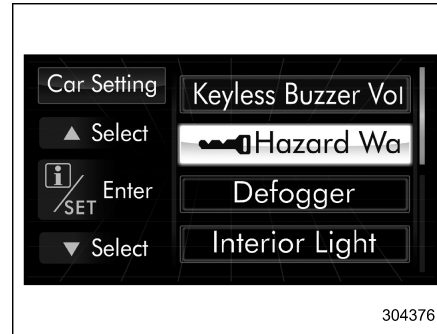 Car Setting
▲ Select
i/SET Enter
▼ Select
Keyless Buzzer Vol
Hazard Wa
Defogger
Interior Light
304376